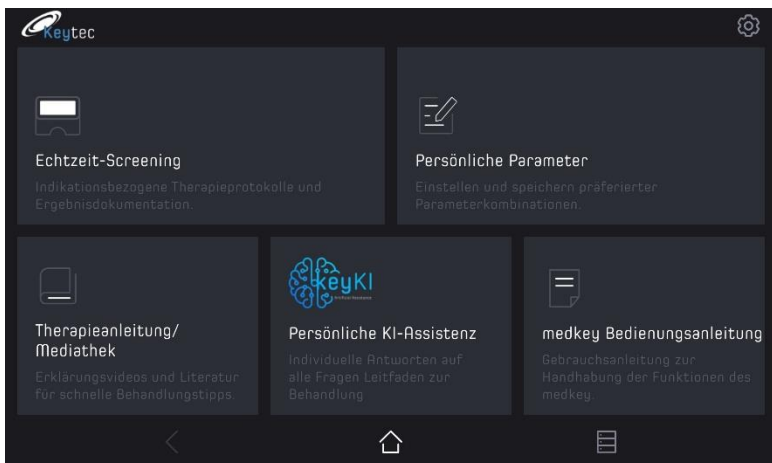 Keytec
Echtzeit-Screening
Indikationsbezogene Therapieprotokolle und
Ergebnisdokumentation.
Persönliche Parameter
Einstellen und speichern präferierter
Parameterkombinationen.
Therapieanleitung/
Mediathek
Erklärungsvideos und Literatur
für schnelle Behandlungstipps.
keyKI
Artificial Assistance
Persönliche KI-Assistenz
Individuelle Antworten auf
alle Fragen Leitfaden zur
Behandlung
medkey Bedienungsanleitung
Gebrauchsanleitung zur
Handhabung der Funktionen des
medkey.